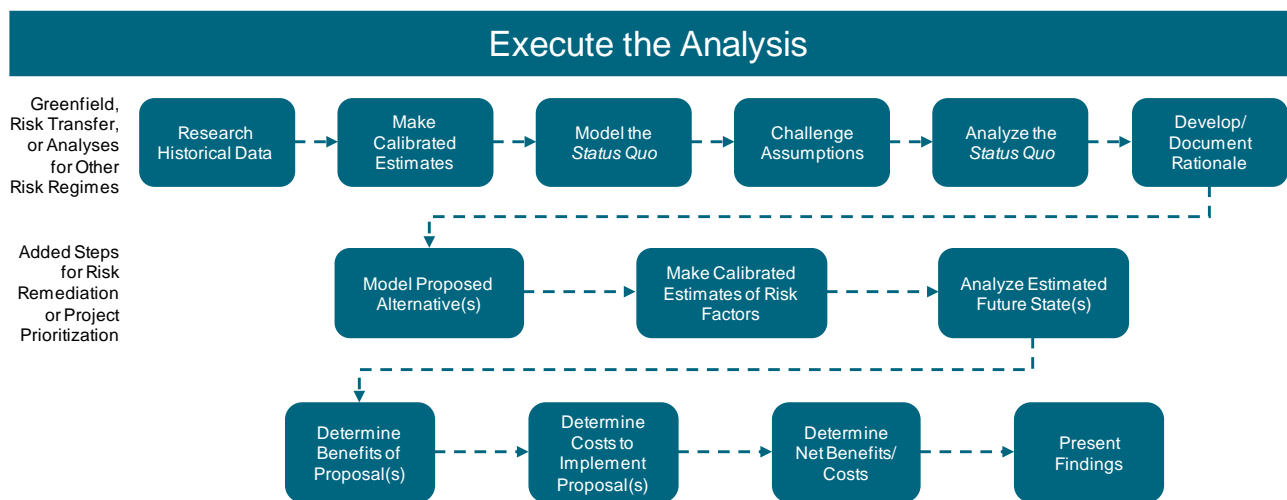 Execute the Analysis
Greenfield,
Risk Transfer,
or Analyses
for Other
Risk Regimes
Research
Historical Data
Make
Calibrated
Estimates
Model the
Status Quo
Challenge
Assumptions
Analyze the
Status Quo
Develop/
Document
Rationale
Added Steps
for Risk
Remediation
or Project
Prioritization
Model Proposed
Alternative(s)
Make Calibrated
Estimates of Risk
Factors
Analyze Estimated
Future State(s)
Determine
Benefits of
Proposal(s)
Determine
Costs to
Implement
Proposal(s)
Determine
Net Benefits/
Costs
Present
Findings